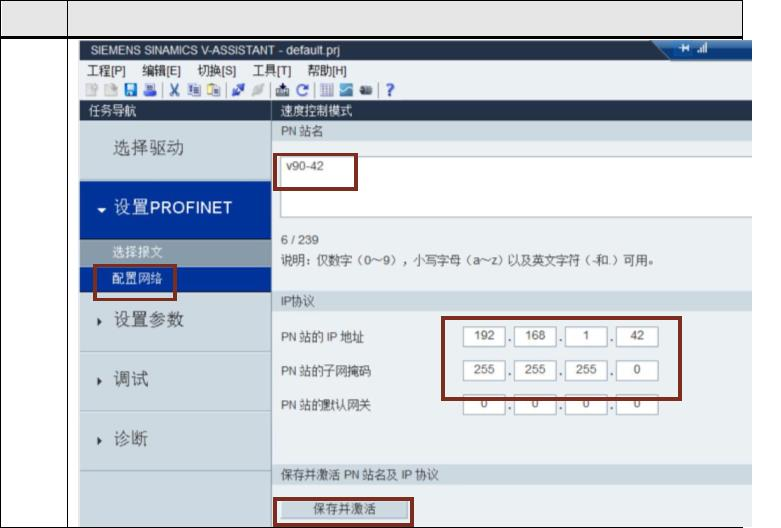 SIEMENS SINAMICS V-ASSISTANT - default.prj
工程[P] 编辑[E] 切换[S] 工具[T] 帮助[H]
任务导航
速度控制模式
选择驱动
设置PROFINET
选择报文
配置网络
设置参数
调试
诊断
PN 站名
v90-42
6 / 239
说明：仅数字（0～9），小写字母（a～z）以及英文字符（-和.）可用。
IP协议
PN 站的 IP 地址 192 . 168 . 1 . 42
PN 站的子网掩码 255 . 255 . 255 . 0
PN 站的默认网关 0 . 0 . 0 . 0
保存并激活 PN 站名及 IP 协议
保存并激活